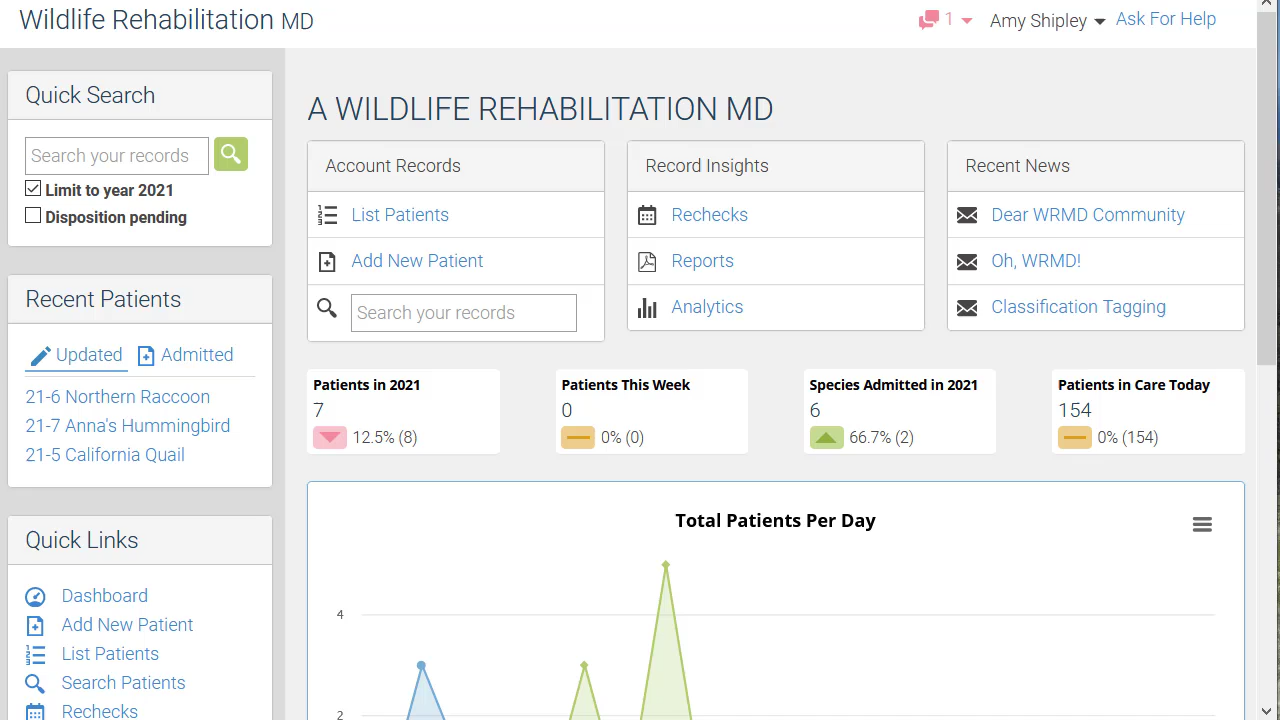 Wildlife Rehabilitation MD
1
Amy Shipley
Ask For Help
Quick Search
Search your records
Limit to year 2021
Disposition pending
Recent Patients
Updated
Admitted
21-6 Northern Raccoon
21-7 Anna's Hummingbird
21-5 California Quail
Quick Links
Dashboard
Add New Patient
List Patients
Search Patients
Rechecks
A WILDLIFE REHABILITATION MD
Account Records
List Patients
Add New Patient
Search your records
Record Insights
Rechecks
Reports
Analytics
Recent News
Dear WRMD Community
Oh, WRMD!
Classification Tagging
Patients in 2021
7
12.5% (8)
Patients This Week
0
0% (0)
Species Admitted in 2021
6
66.7% (2)
Patients in Care Today
154
0% (154)
Total Patients Per Day
4
2